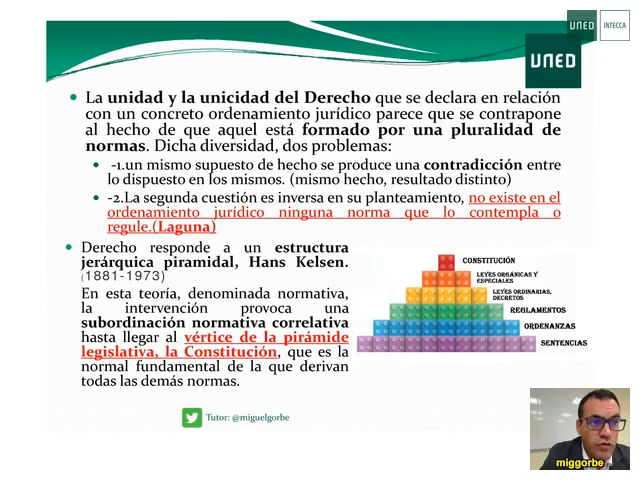 UNED
INTECCA
UNED
• La unidad y la unicidad del Derecho que se declara en relación
con un concreto ordenamiento jurídico parece que se contrapone
al hecho de que aquel está formado por una pluralidad de
normas. Dicha diversidad, dos problemas:
• -1.un mismo supuesto de hecho se produce una contradicción entre
lo dispuesto en los mismos. (mismo hecho, resultado distinto)
• -2.La segunda cuestión es inversa en su planteamiento, no existe en el
ordenamiento jurídico ninguna norma que lo contempla o
regule.(Laguna)
• Derecho responde a un estructura
jerárquica piramidal, Hans Kelsen.
(1881-1973)
En esta teoría, denominada normativa,
la intervención provoca una
subordinación normativa correlativa
hasta llegar al vértice de la pirámide
legislativa, la Constitución, que es la
normal fundamental de la que derivan
todas las demás normas.
CONSTITUCIÓN
LEYES ORGÁNICAS Y
ESPECIALES
LEYES ORDINARIAS,
DECRETOS
REGLAMENTOS
ORDENANZAS
SENTENCIAS
Tutor: @miguelgorbe
miggorbe